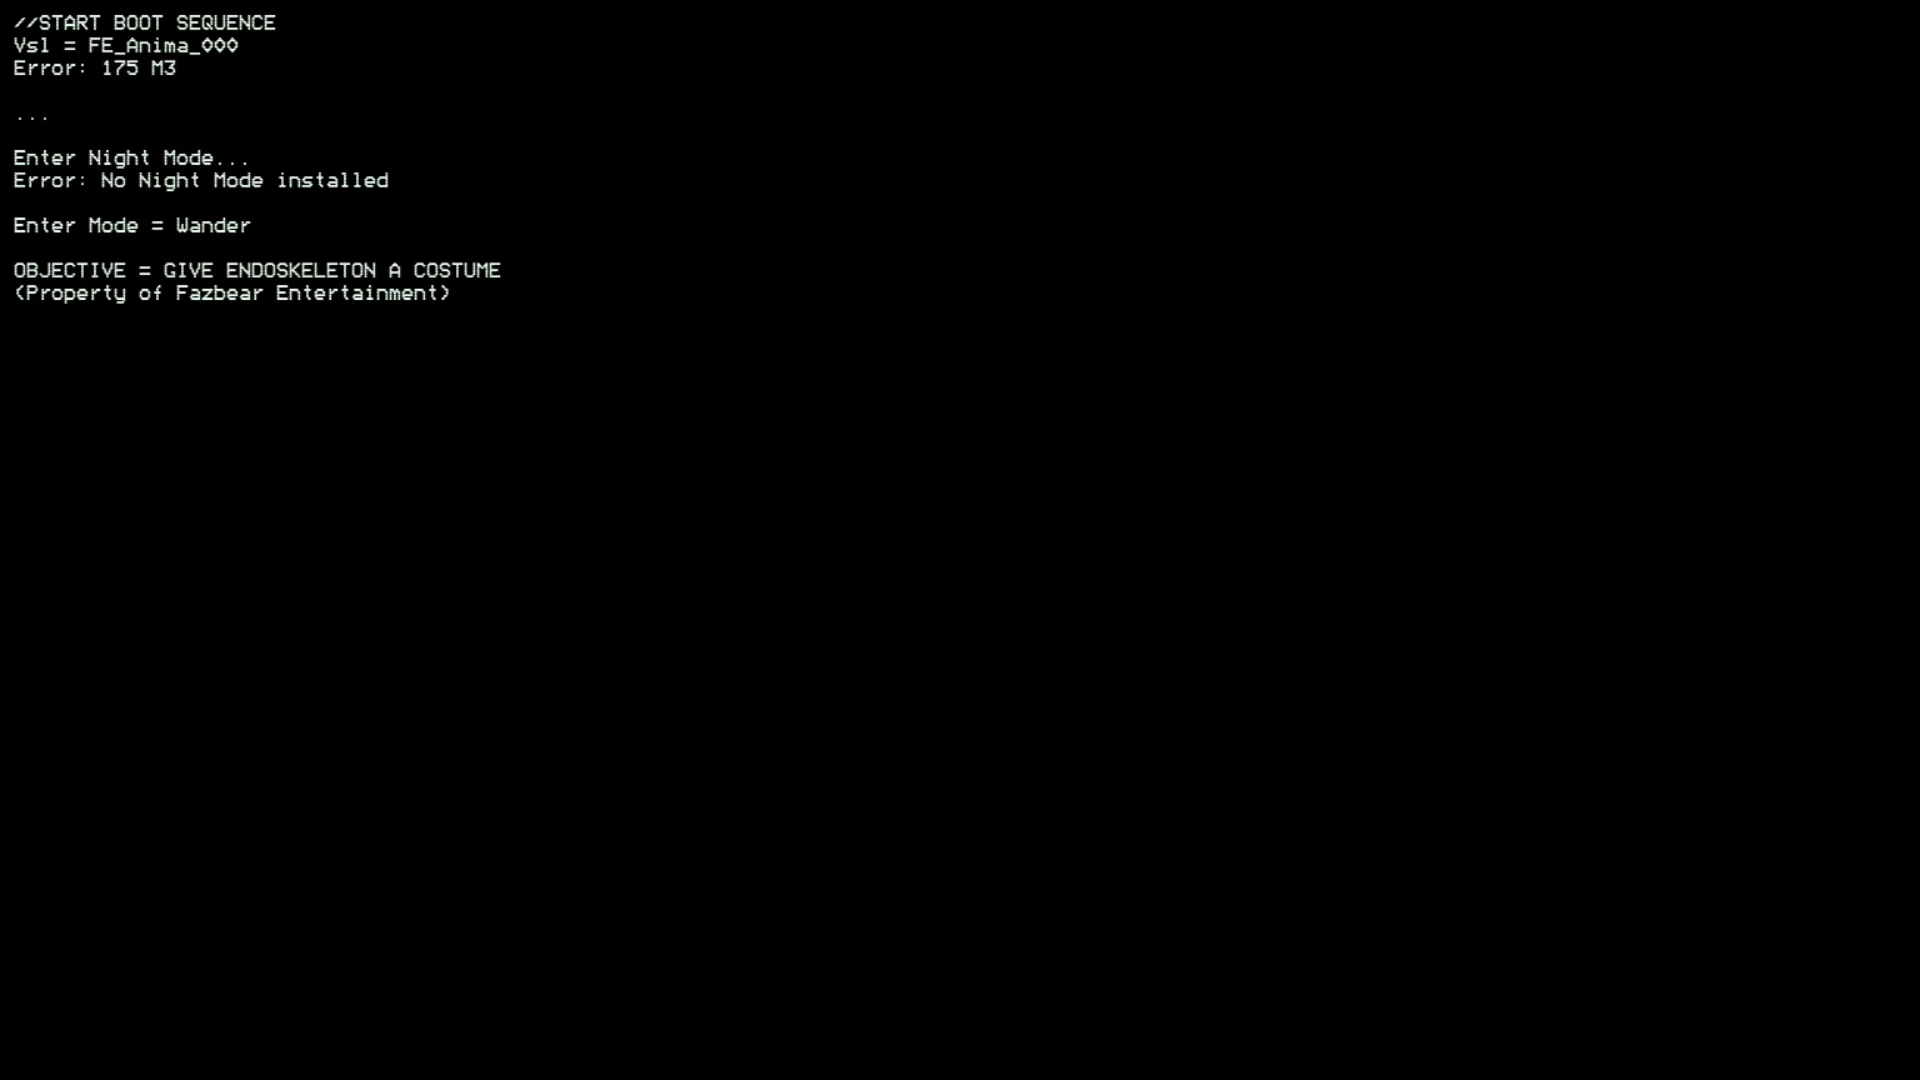 //START BOOT SEQUENCE
Vsl = FE_Anima_000
Error: 175 M3
...
Enter Night Mode...
Error: No Night Mode installed
Enter Mode = Wander
OBJECTIVE = GIVE ENDOSKELETON A COSTUME
(Property of Fazbear Entertainment)